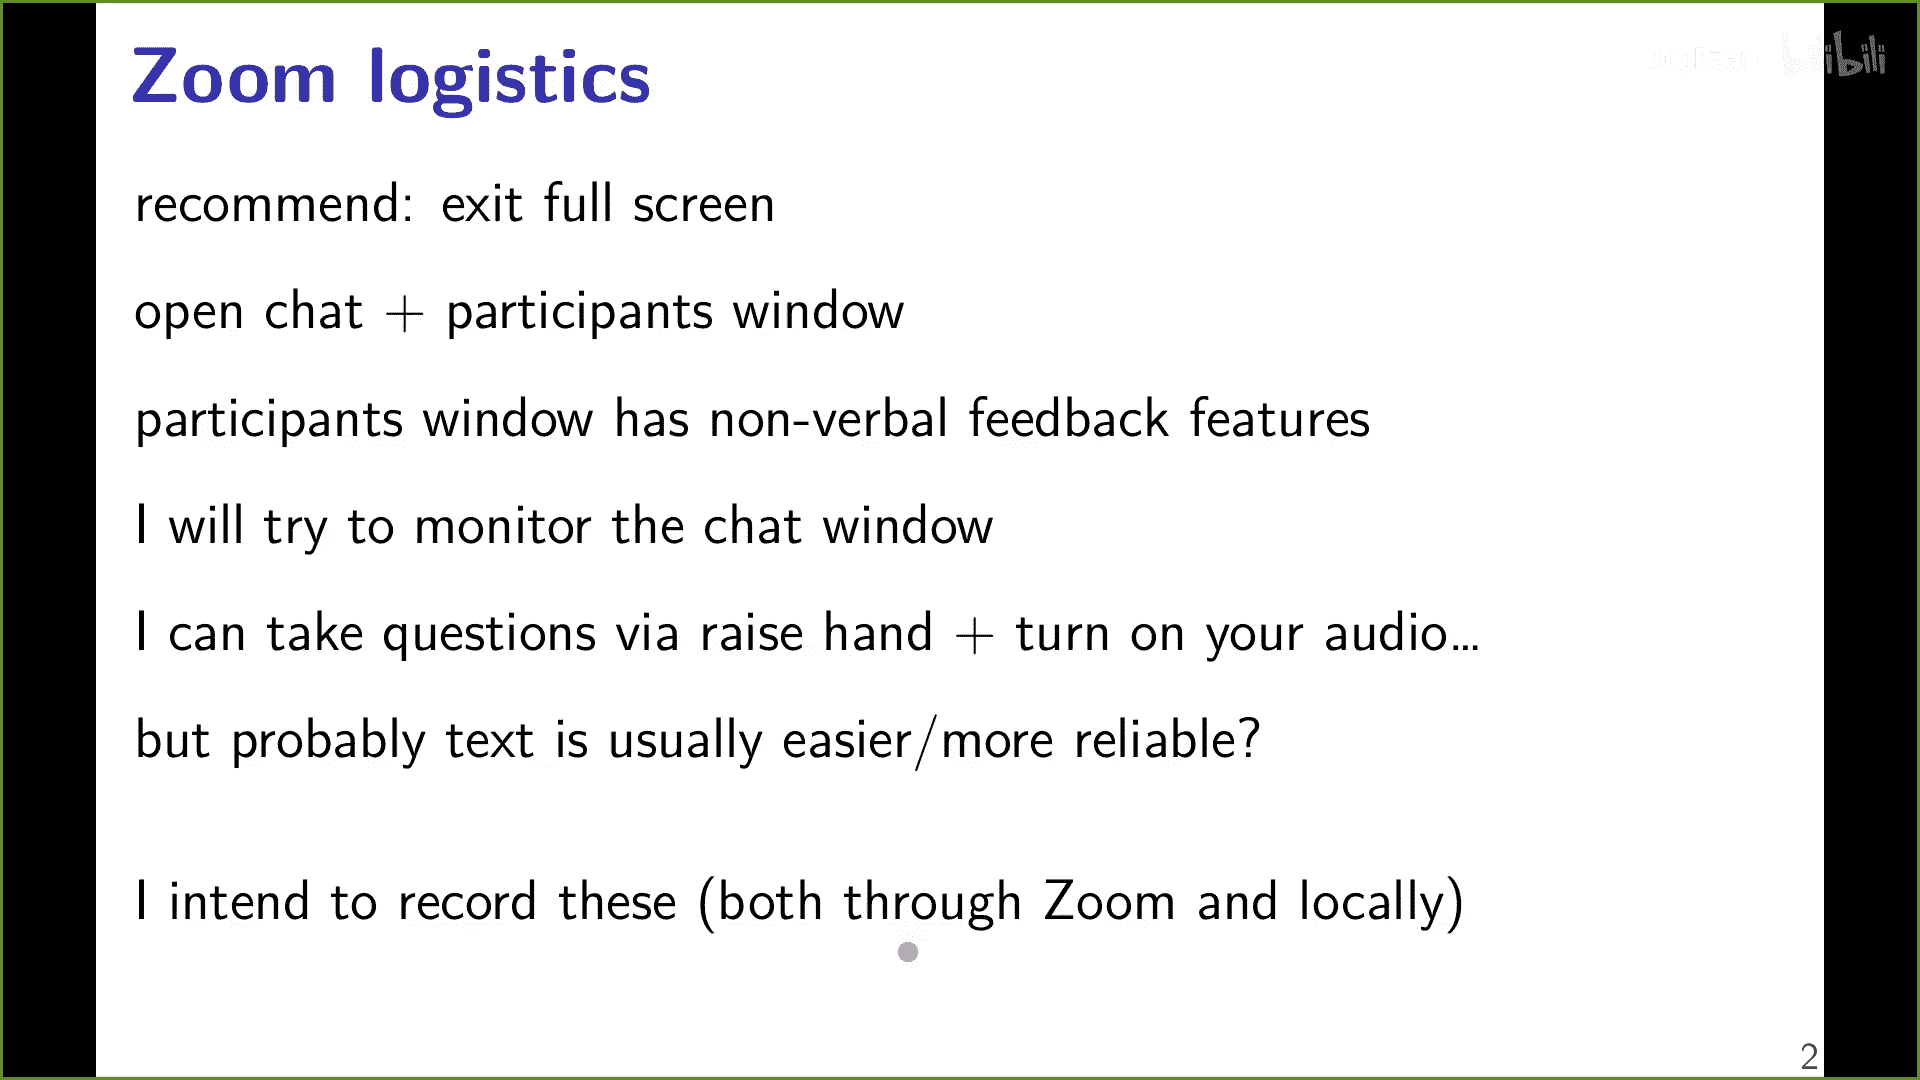 Zoom logistics
bilibili
recommend: exit full screen
open chat + participants window
participants window has non-verbal feedback features
I will try to monitor the chat window
I can take questions via raise hand + turn on your audio…
but probably text is usually easier/more reliable?
I intend to record these (both through Zoom and locally)
2